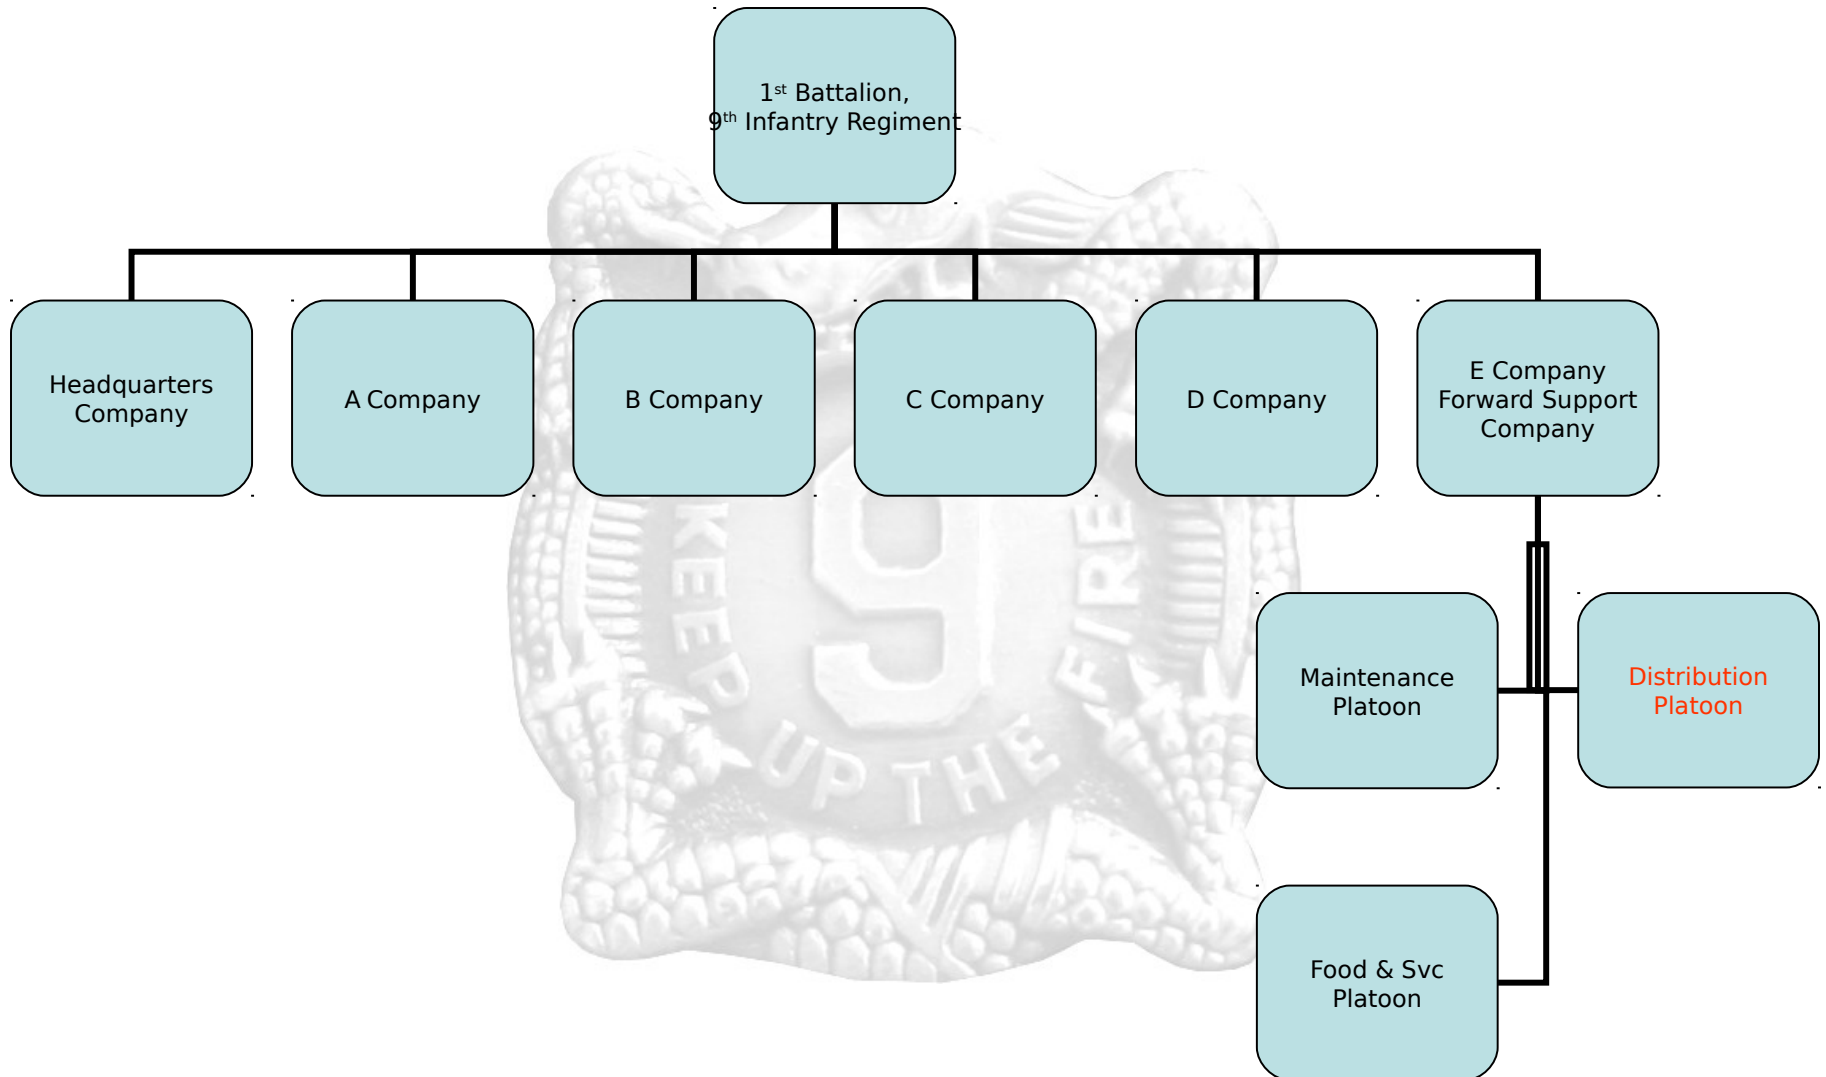 1st Battalion,
9th Infantry Regiment
Headquarters
Company
A Company
B Company
C Company
D Company
E Company
Forward Support
Company
Maintenance
Platoon
Distribution
Platoon
Food & Svc
Platoon
KEEP UP THE FIRE
9